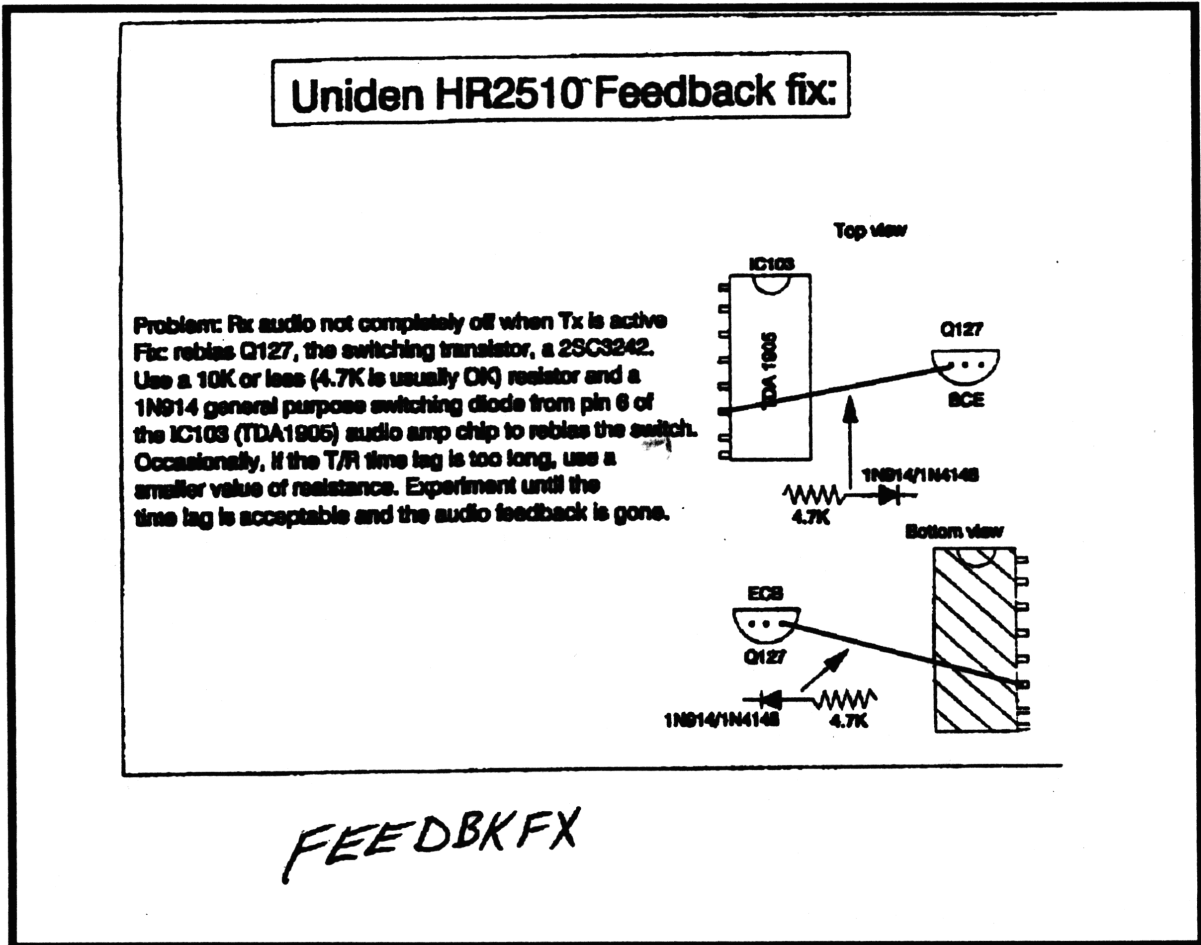 Uniden HR2510 Feedback fix:
Problem: Rx audio not completely off when Tx is active
Fix: rebias Q127, the switching transistor, a 2SC3242.
Use a 10K or less (4.7K is usually OK) resistor and a
1N914 general purpose switching diode from pin 6 of
the IC103 (TDA1905) audio amp chip to rebias the switch.
Occasionally, if the T/R time lag is too long, use a
smaller value of resistance. Experiment until the
time lag is acceptable and the audio feedback is gone.
Top view
IC103
TDA 1905
Q127
BCE
1N914/1N4148
4.7K
Bottom view
ECB
Q127
1N914/1N4148
4.7K
FEEDBKFX